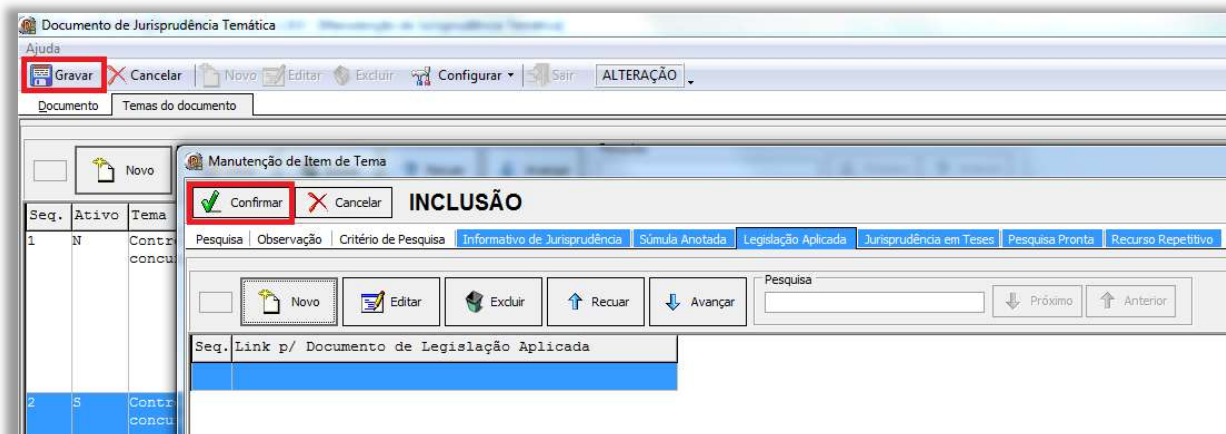 Documento de Jurisprudência Temática
Ajuda
Gravar Cancelar Novo Editar Excluir Configurar Sair ALTERAÇÃO
Documento Temas do documento
Novo
Manutenção de Item de Tema
Confirmar Cancelar INCLUSÃO
Seq. Ativo Tema
Pesquisa Observação Critério de Pesquisa Informativo de Jurisprudência Súmula Anotada Legislação Aplicada Jurisprudência em Teses Pesquisa Pronta Recurso Repetitivo
1 N Contr
concu
Novo Editar Excluir Recuar Avançar Pesquisa Próximo Anterior
Seq. Link p/ Documento de Legislação Aplicada
2 S Contr
concu